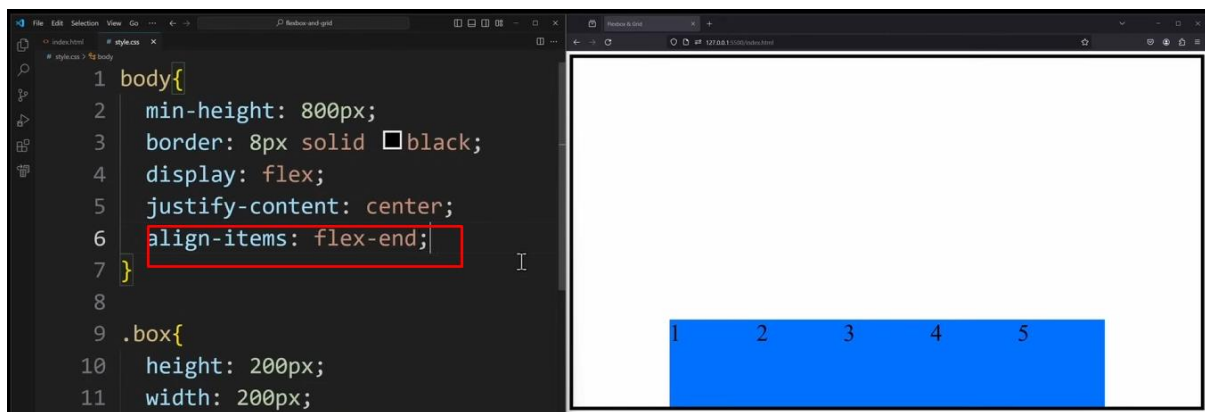 File Edit Selection View Go ··· flexbox-and-grid
index.html # style.css
# style.css > body
1 body{
2 min-height: 800px;
3 border: 8px solid black;
4 display: flex;
5 justify-content: center;
6 align-items: flex-end;
7 }
8
9 .box{
10 height: 200px;
11 width: 200px;
Flexbox & Grid
127.0.0.1:5500/index.html
1 2 3 4 5